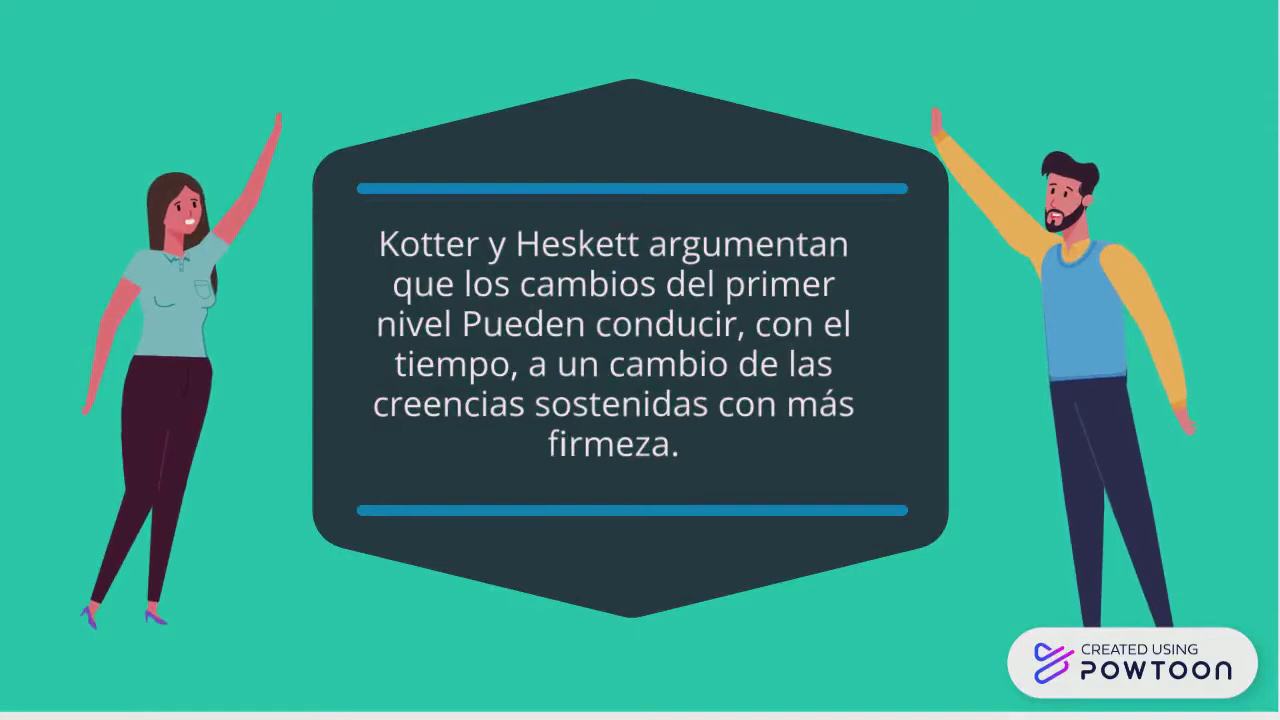 Kotter y Heskett argumentan
que los cambios del primer
nivel Pueden conducir, con el
tiempo, a un cambio de las
creencias sostenidas con más
firmeza.
CREATED USING
POWTOON